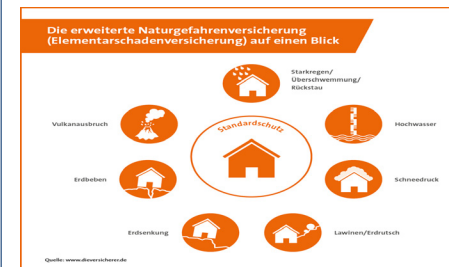 Die erweiterte Naturgefahrenversicherung
(Elementarschadenversicherung) auf einen Blick
Starkregen/
Überschwemmung/
Rückstau
Vulkanausbruch
Hochwasser
Standardschutz
Erdbeben
Schneedruck
Erdsenkung
Lawinen/Erdrutsch
Quelle: www.dieversicherer.de